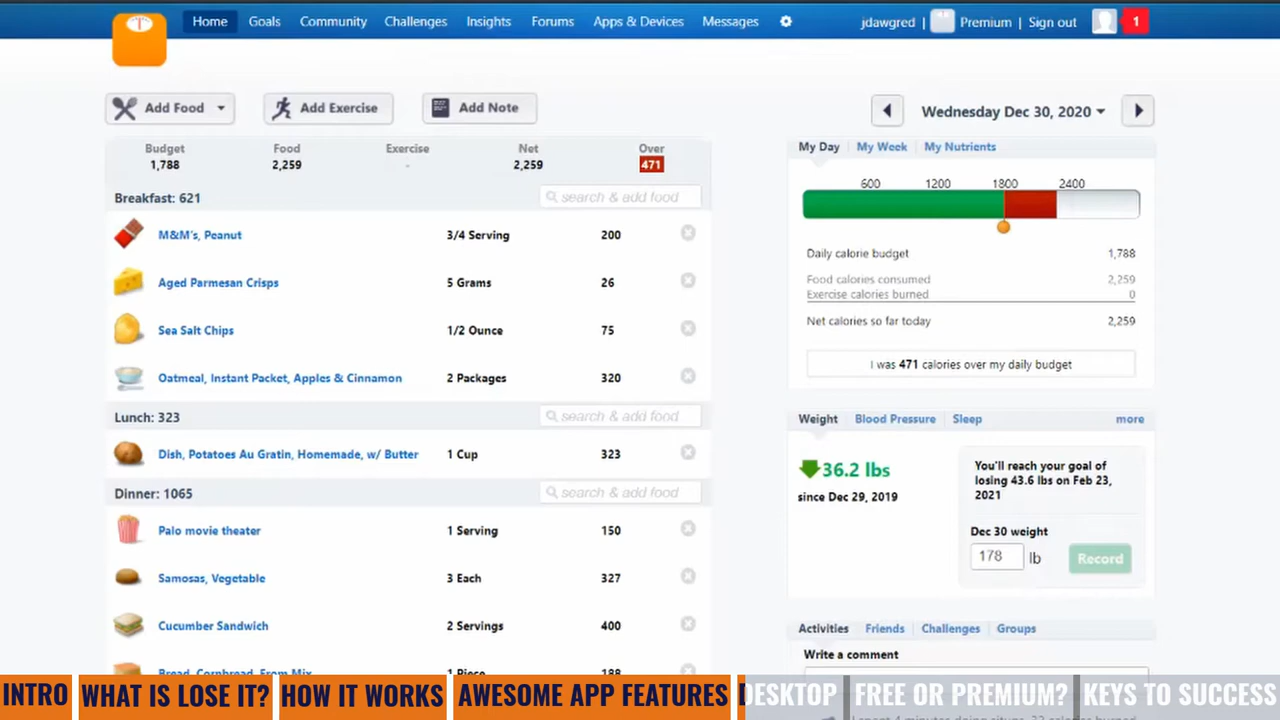 Home Goals Community Challenges Insights Forums Apps & Devices Messages jdawgred | Premium | Sign out 1
Add Food Add Exercise Add Note
Wednesday Dec 30, 2020
Budget Food Exercise Net Over
1,788 2,259 - 2,259 471
Breakfast: 621 search & add food
M&M's, Peanut 3/4 Serving 200
Aged Parmesan Crisps 5 Grams 26
Sea Salt Chips 1/2 Ounce 75
Oatmeal, Instant Packet, Apples & Cinnamon 2 Packages 320
Lunch: 323 search & add food
Dish, Potatoes Au Gratin, Homemade, w/ Butter 1 Cup 323
Dinner: 1065 search & add food
Palo movie theater 1 Serving 150
Samosas, Vegetable 3 Each 327
Cucumber Sandwich 2 Servings 400
Bread, Cornbread, From Mix 1 Piece 188
My Day My Week My Nutrients
600 1200 1800 2400
Daily calorie budget 1,788
Food calories consumed 2,259
Exercise calories burned 0
Net calories so far today 2,259
I was 471 calories over my daily budget
Weight Blood Pressure Sleep more
36.2 lbs
since Dec 29, 2019
You'll reach your goal of
losing 43.6 lbs on Feb 23,
2021
Dec 30 weight
178 lb Record
Activities Friends Challenges Groups
Write a comment
INTRO WHAT IS LOSE IT? HOW IT WORKS AWESOME APP FEATURES DESKTOP FREE OR PREMIUM? KEYS TO SUCCESS